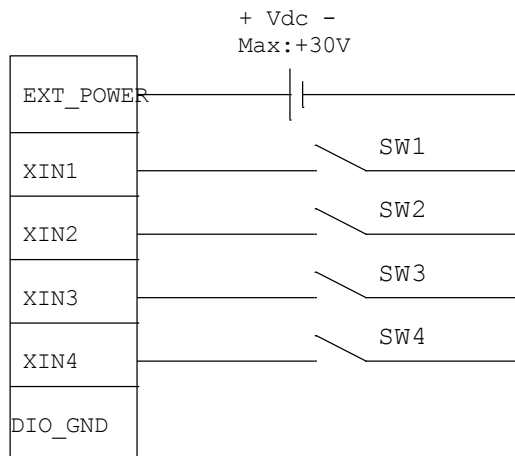 + Vdc -
Max:+30V
EXT_POWER
XIN1
SW1
XIN2
SW2
XIN3
SW3
XIN4
SW4
DIO_GND